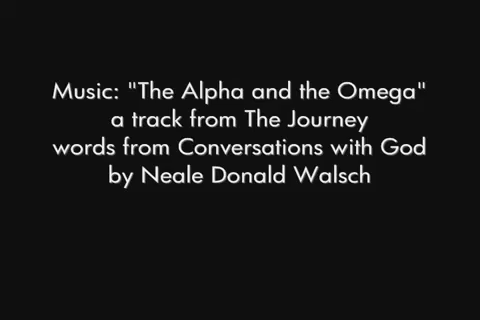 Music: "The Alpha and the Omega"
a track from The Journey
words from Conversations with God
by Neale Donald Walsch